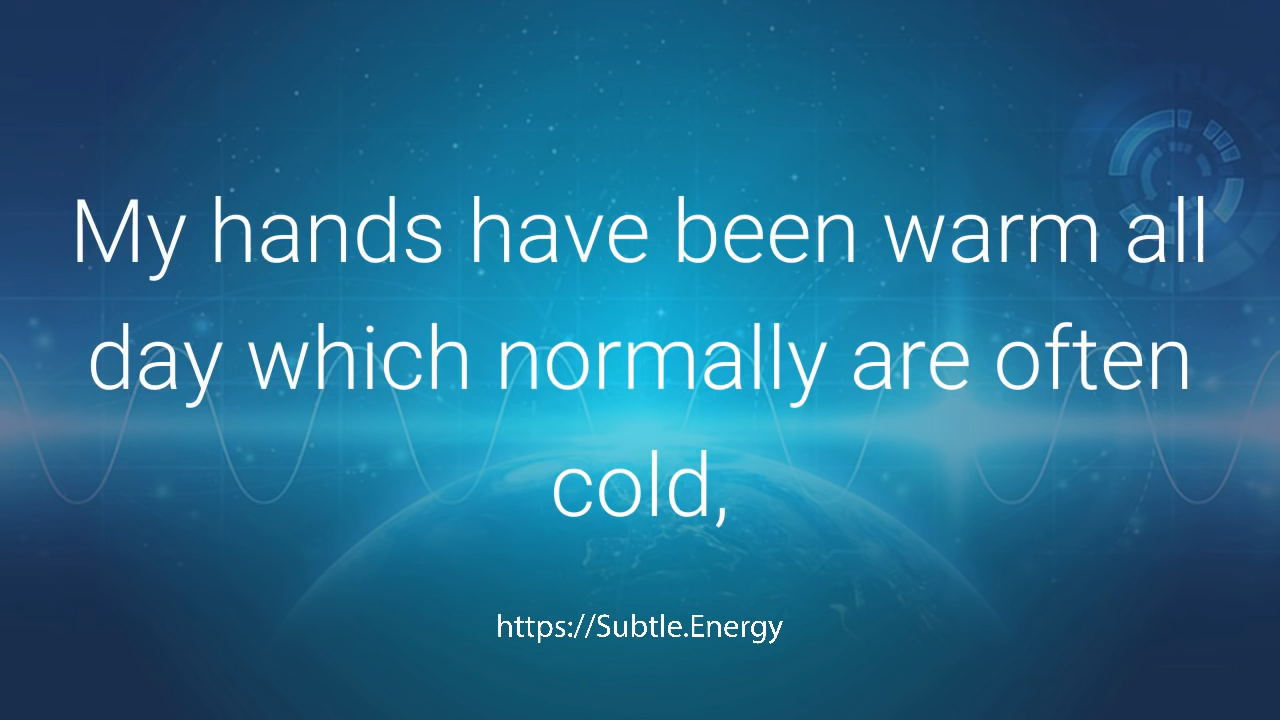 My hands have been warm all
day which normally are often
cold,
https://Subtle.Energy